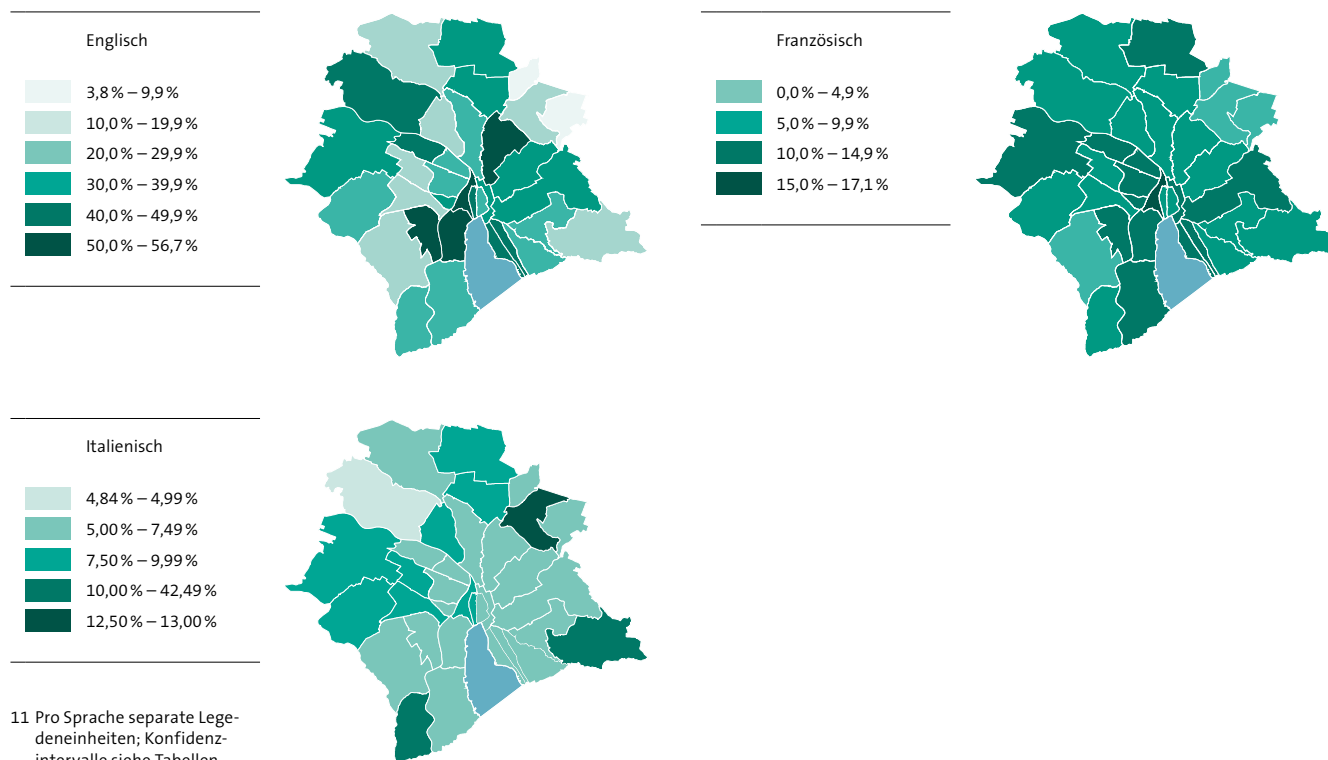 Englisch
3,8 % – 9,9 %
10,0 % – 19,9 %
20,0 % – 29,9 %
30,0 % – 39,9 %
40,0 % – 49,9 %
50,0 % – 56,7 %
Französisch
0,0 % – 4,9 %
5,0 % – 9,9 %
10,0 % – 14,9 %
15,0 % – 17,1 %
Italienisch
4,84 % – 4,99 %
5,00 % – 7,49 %
7,50 % – 9,99 %
10,00 % – 42,49 %
12,50 % – 13,00 %
11 Pro Sprache separate Lege-
deneinheiten; Konfidenz-
intervalle siehe Tabellen